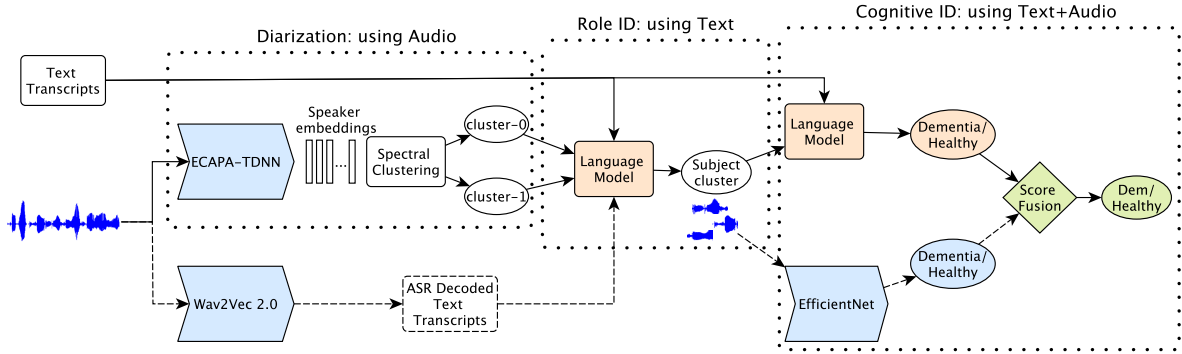 Diarization: using Audio
Role ID: using Text
Cognitive ID: using Text+Audio
Text
Transcripts
Speaker
embeddings
ECAPA-TDNN
...
Spectral
Clustering
cluster-0
cluster-1
Language
Model
Subject
cluster
Language
Model
Dementia/
Healthy
Score
Fusion
Dem/
Healthy
Wav2Vec 2.0
ASR Decoded
Text
Transcripts
EfficientNet
Dementia/
Healthy